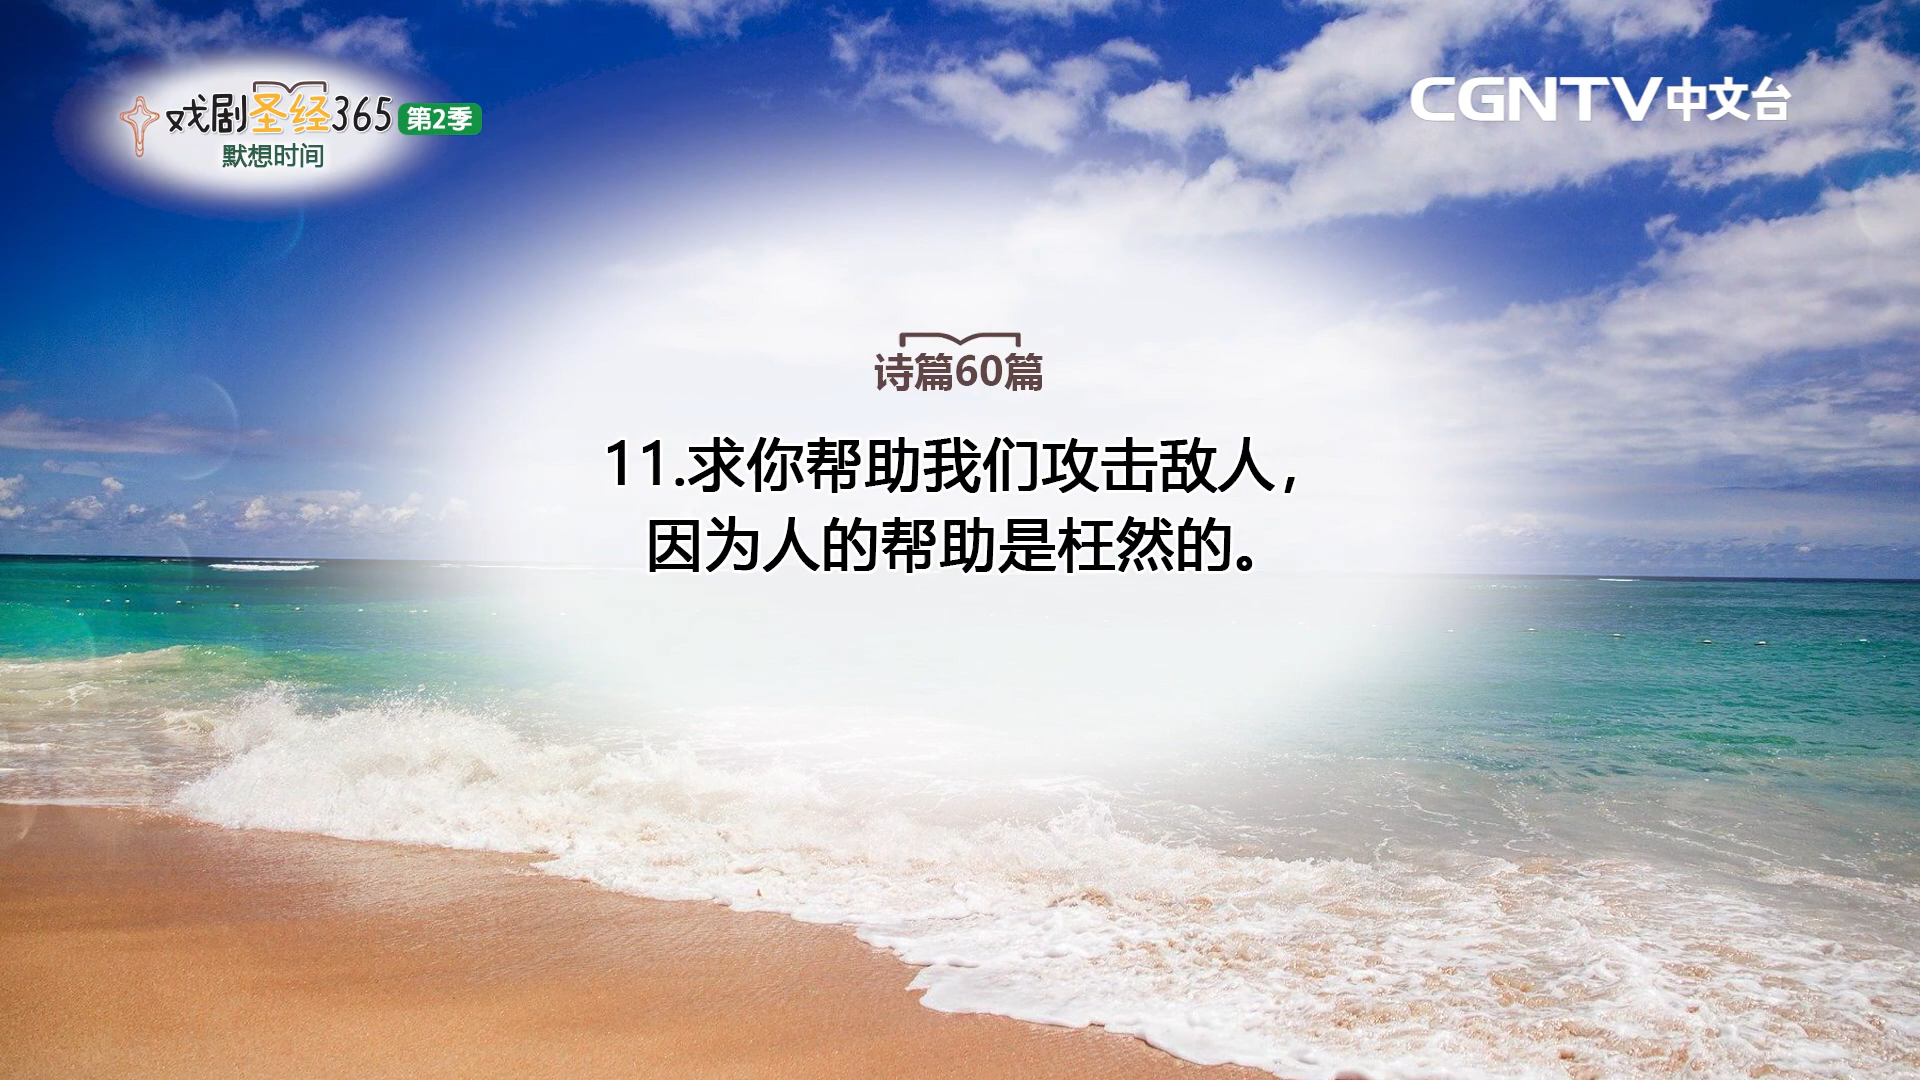 戏剧圣经365 第2季
默想时间
CGNTV中文台
诗篇60篇
11.求你帮助我们攻击敌人，
因为人的帮助是枉然的。